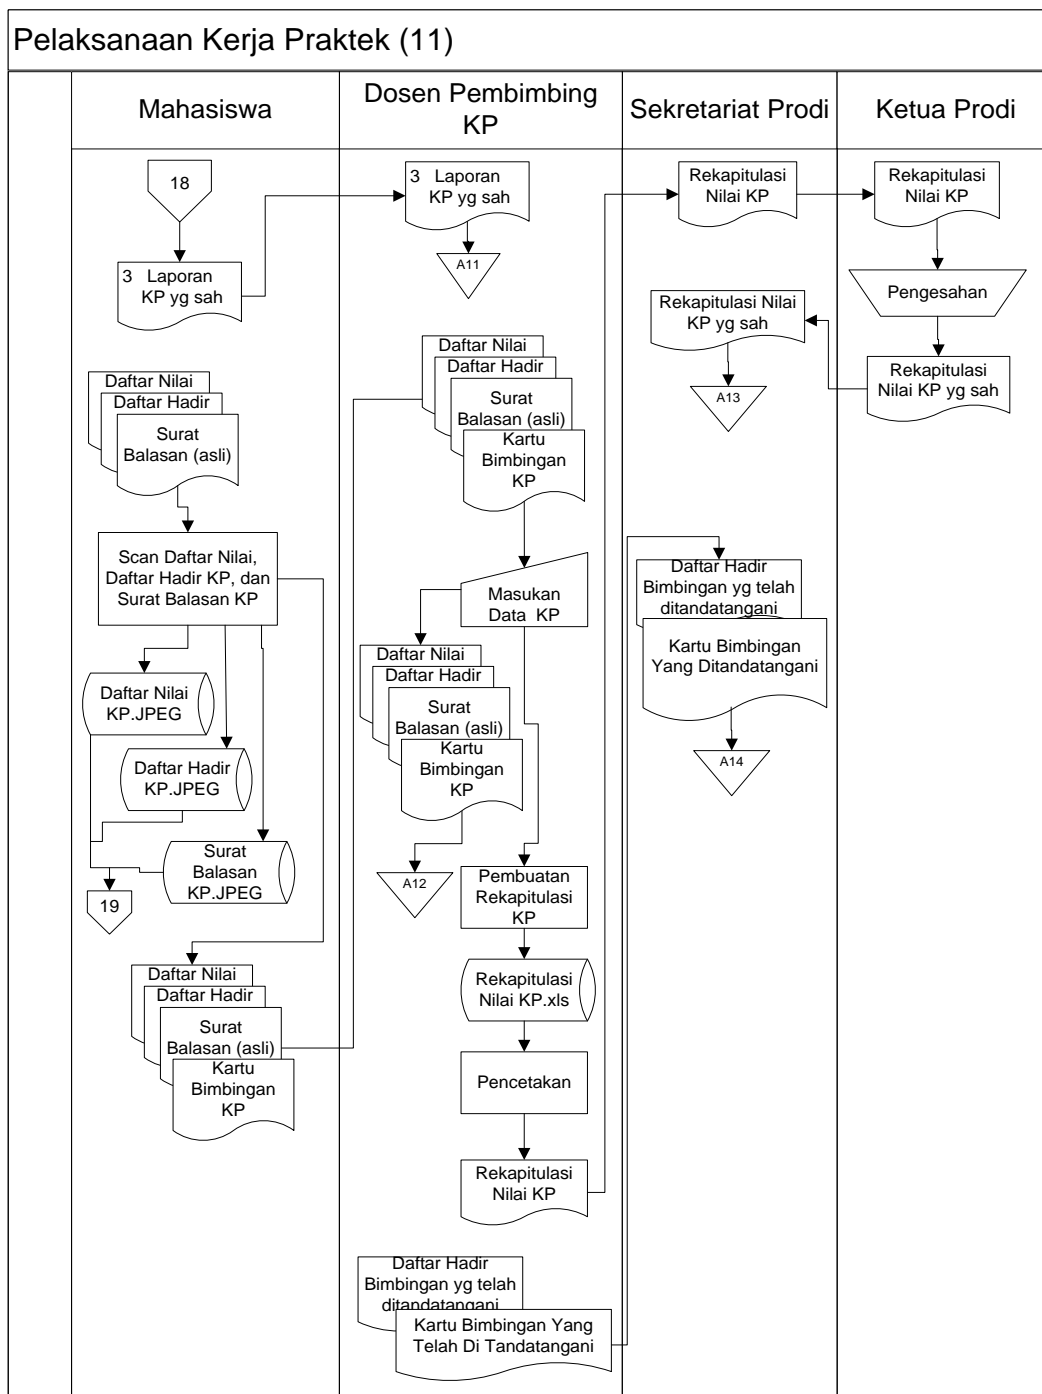 Pelaksanaan Kerja Praktek (11)
Mahasiswa
Dosen Pembimbing
KP
Sekretariat Prodi
Ketua Prodi
18
3 Laporan
KP yg sah
Daftar Nilai
Daftar Hadir
Surat
Balasan (asli)
Scan Daftar Nilai,
Daftar Hadir KP, dan
Surat Balasan KP
Daftar Nilai
KP.JPEG
Daftar Hadir
KP.JPEG
Surat
Balasan
KP.JPEG
19
Daftar Nilai
Daftar Hadir
Surat
Balasan (asli)
Kartu
Bimbingan
KP
3 Laporan
KP yg sah
A11
Daftar Nilai
Daftar Hadir
Surat
Balasan (asli)
Kartu
Bimbingan
KP
Masukan
Data KP
Daftar Nilai
Daftar Hadir
Surat
Balasan (asli)
Kartu
Bimbingan
KP
A12
Pembuatan
Rekapitulasi
KP
Rekapitulasi
Nilai KP.xls
Pencetakan
Rekapitulasi
Nilai KP
Daftar Hadir
Bimbingan yg telah
ditandatangani
Kartu Bimbingan Yang
Telah Di Tandatangani
Rekapitulasi
Nilai KP
Rekapitulasi Nilai
KP yg sah
A13
Daftar Hadir
Bimbingan yg telah
ditandatangani
Kartu Bimbingan
Yang Ditandatangani
A14
Rekapitulasi
Nilai KP
Pengesahan
Rekapitulasi
Nilai KP yg sah